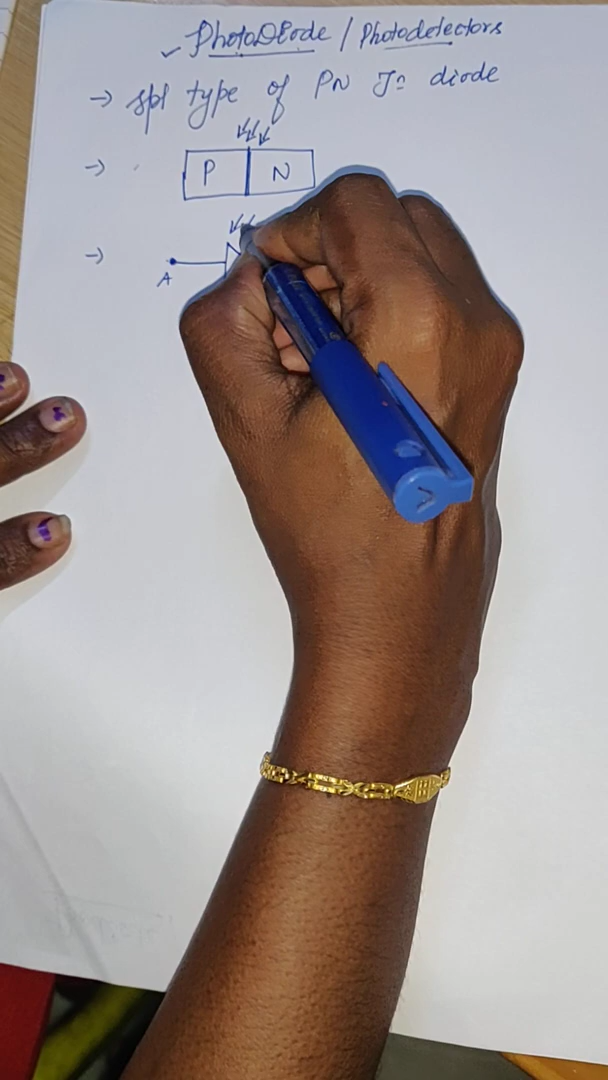 ✓ PhotoDiode / Photodetectors
→ spl type of PN Jn diode
→ P N
→ A